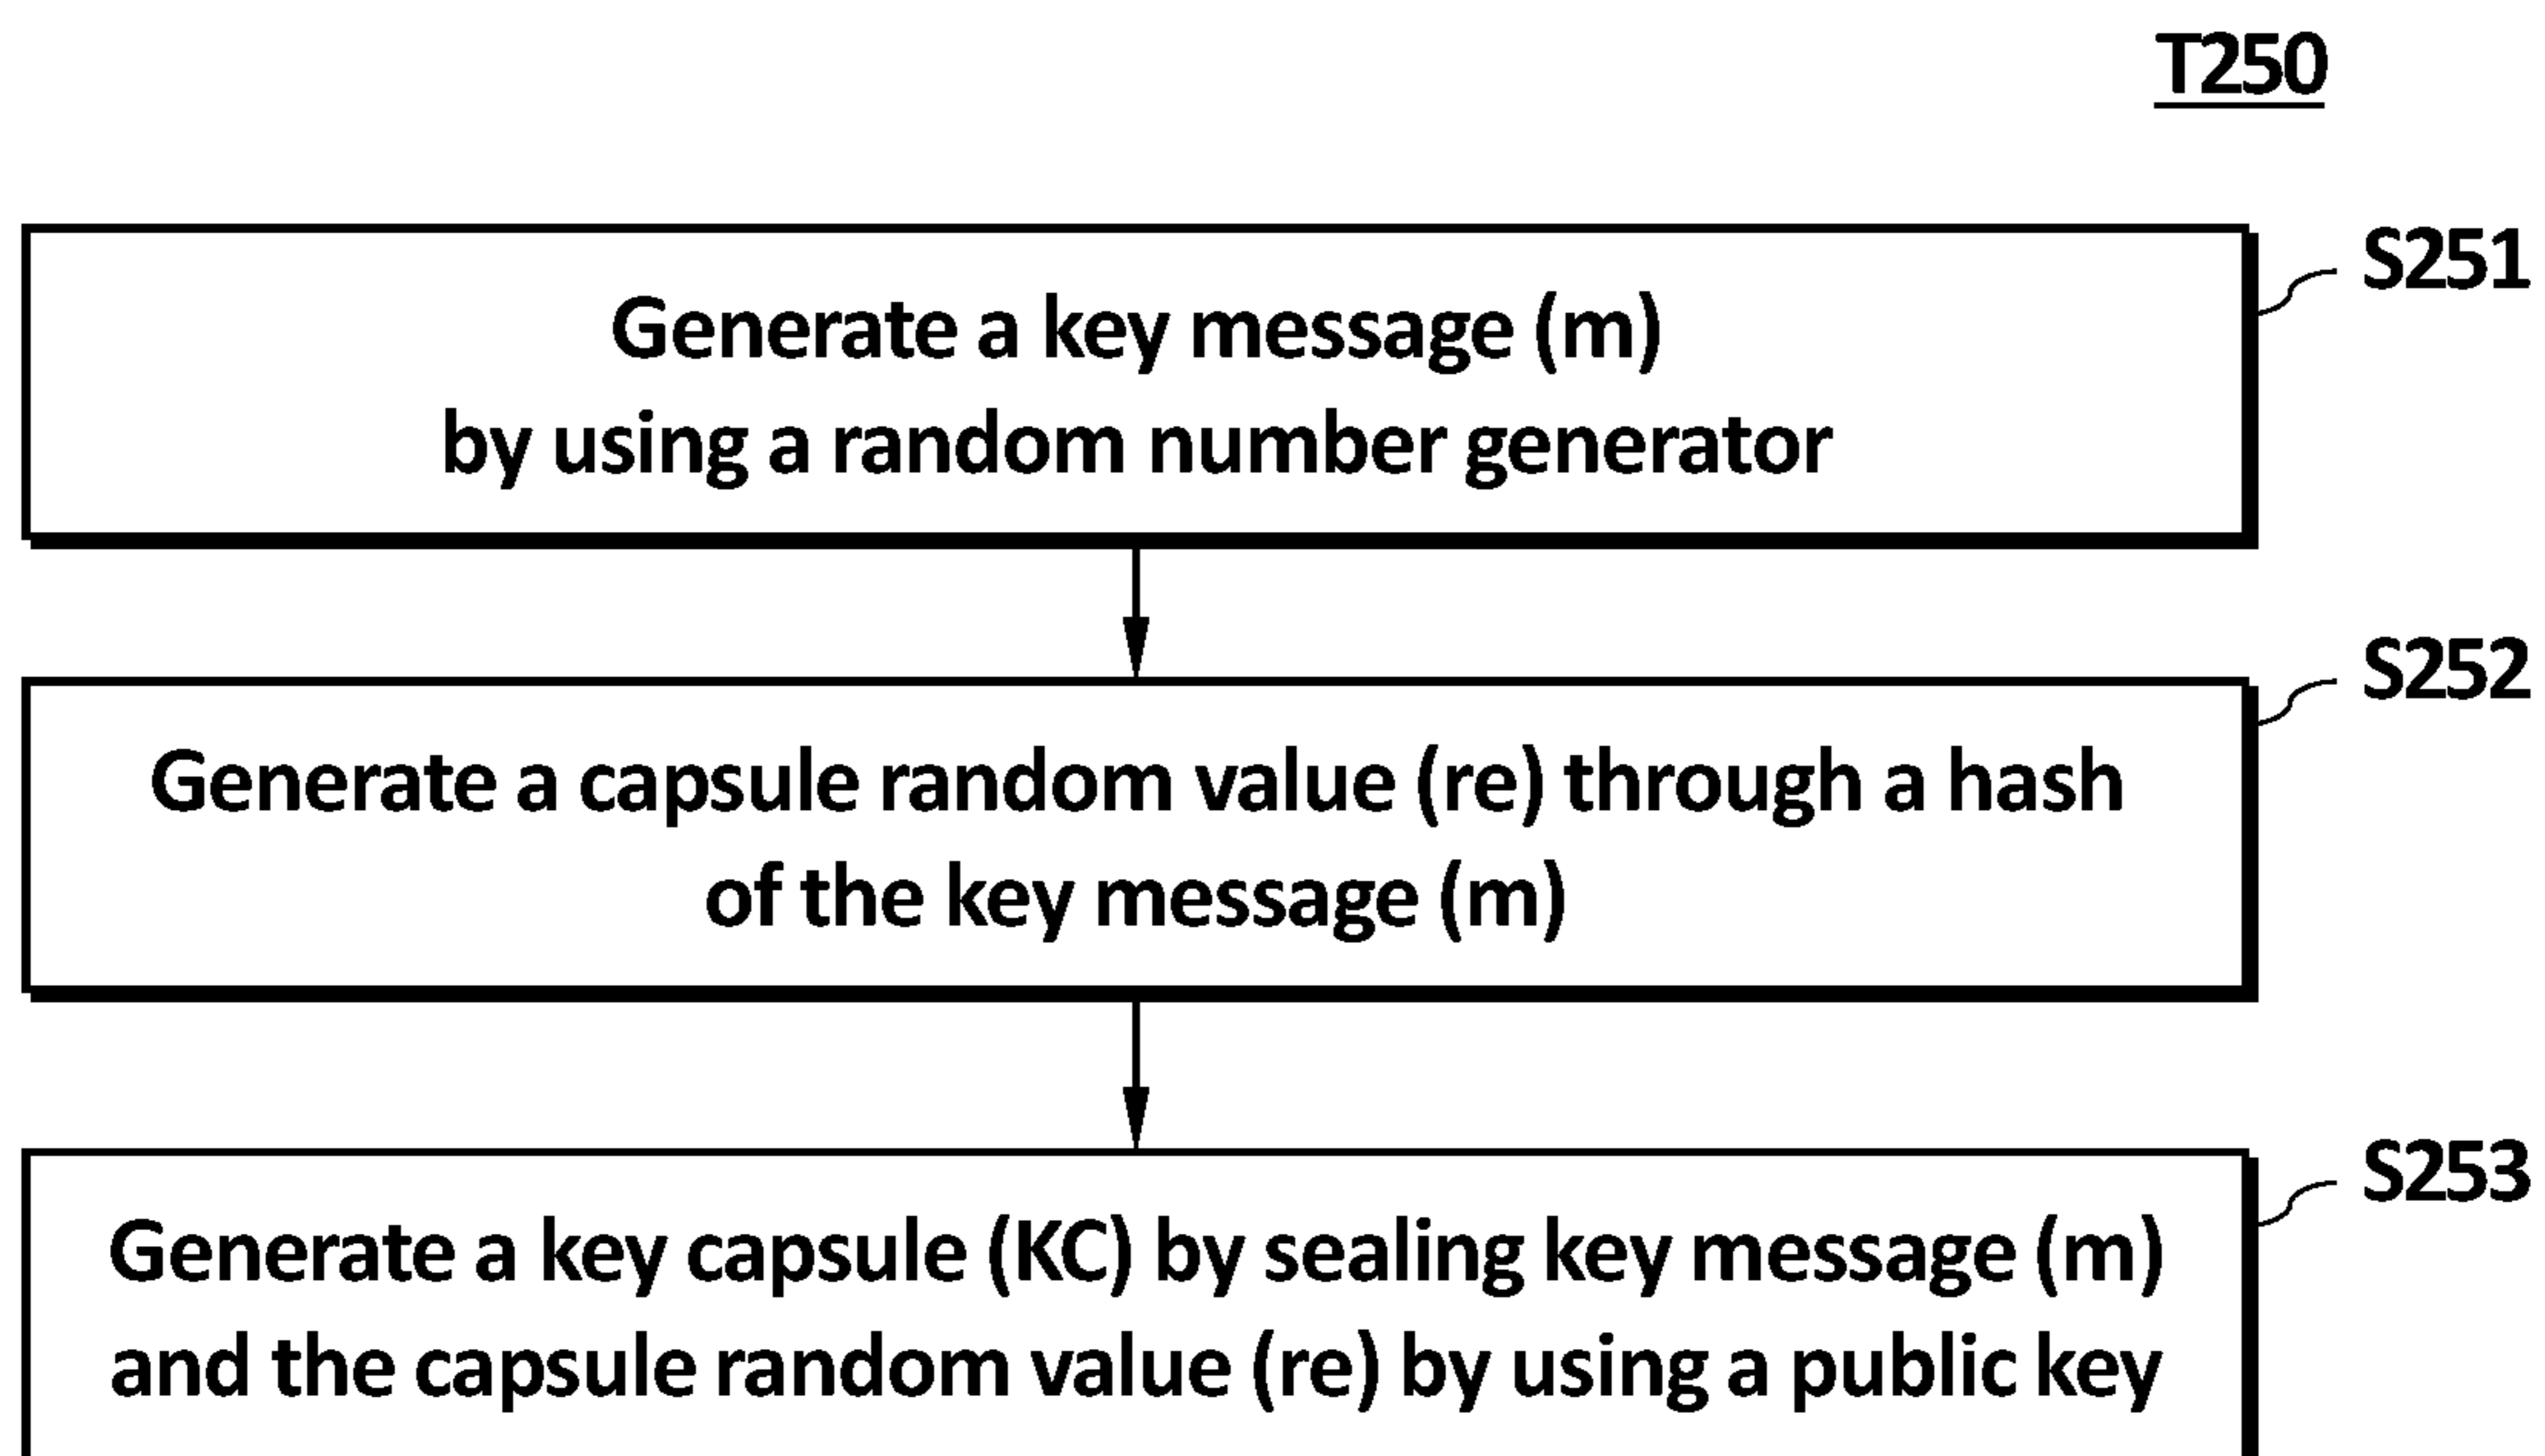 T250
S251
Generate a key message (m)
by using a random number generator
S252
Generate a capsule random value (re) through a hash
of the key message (m)
S253
Generate a key capsule (KC) by sealing key message (m)
and the capsule random value (re) by using a public key